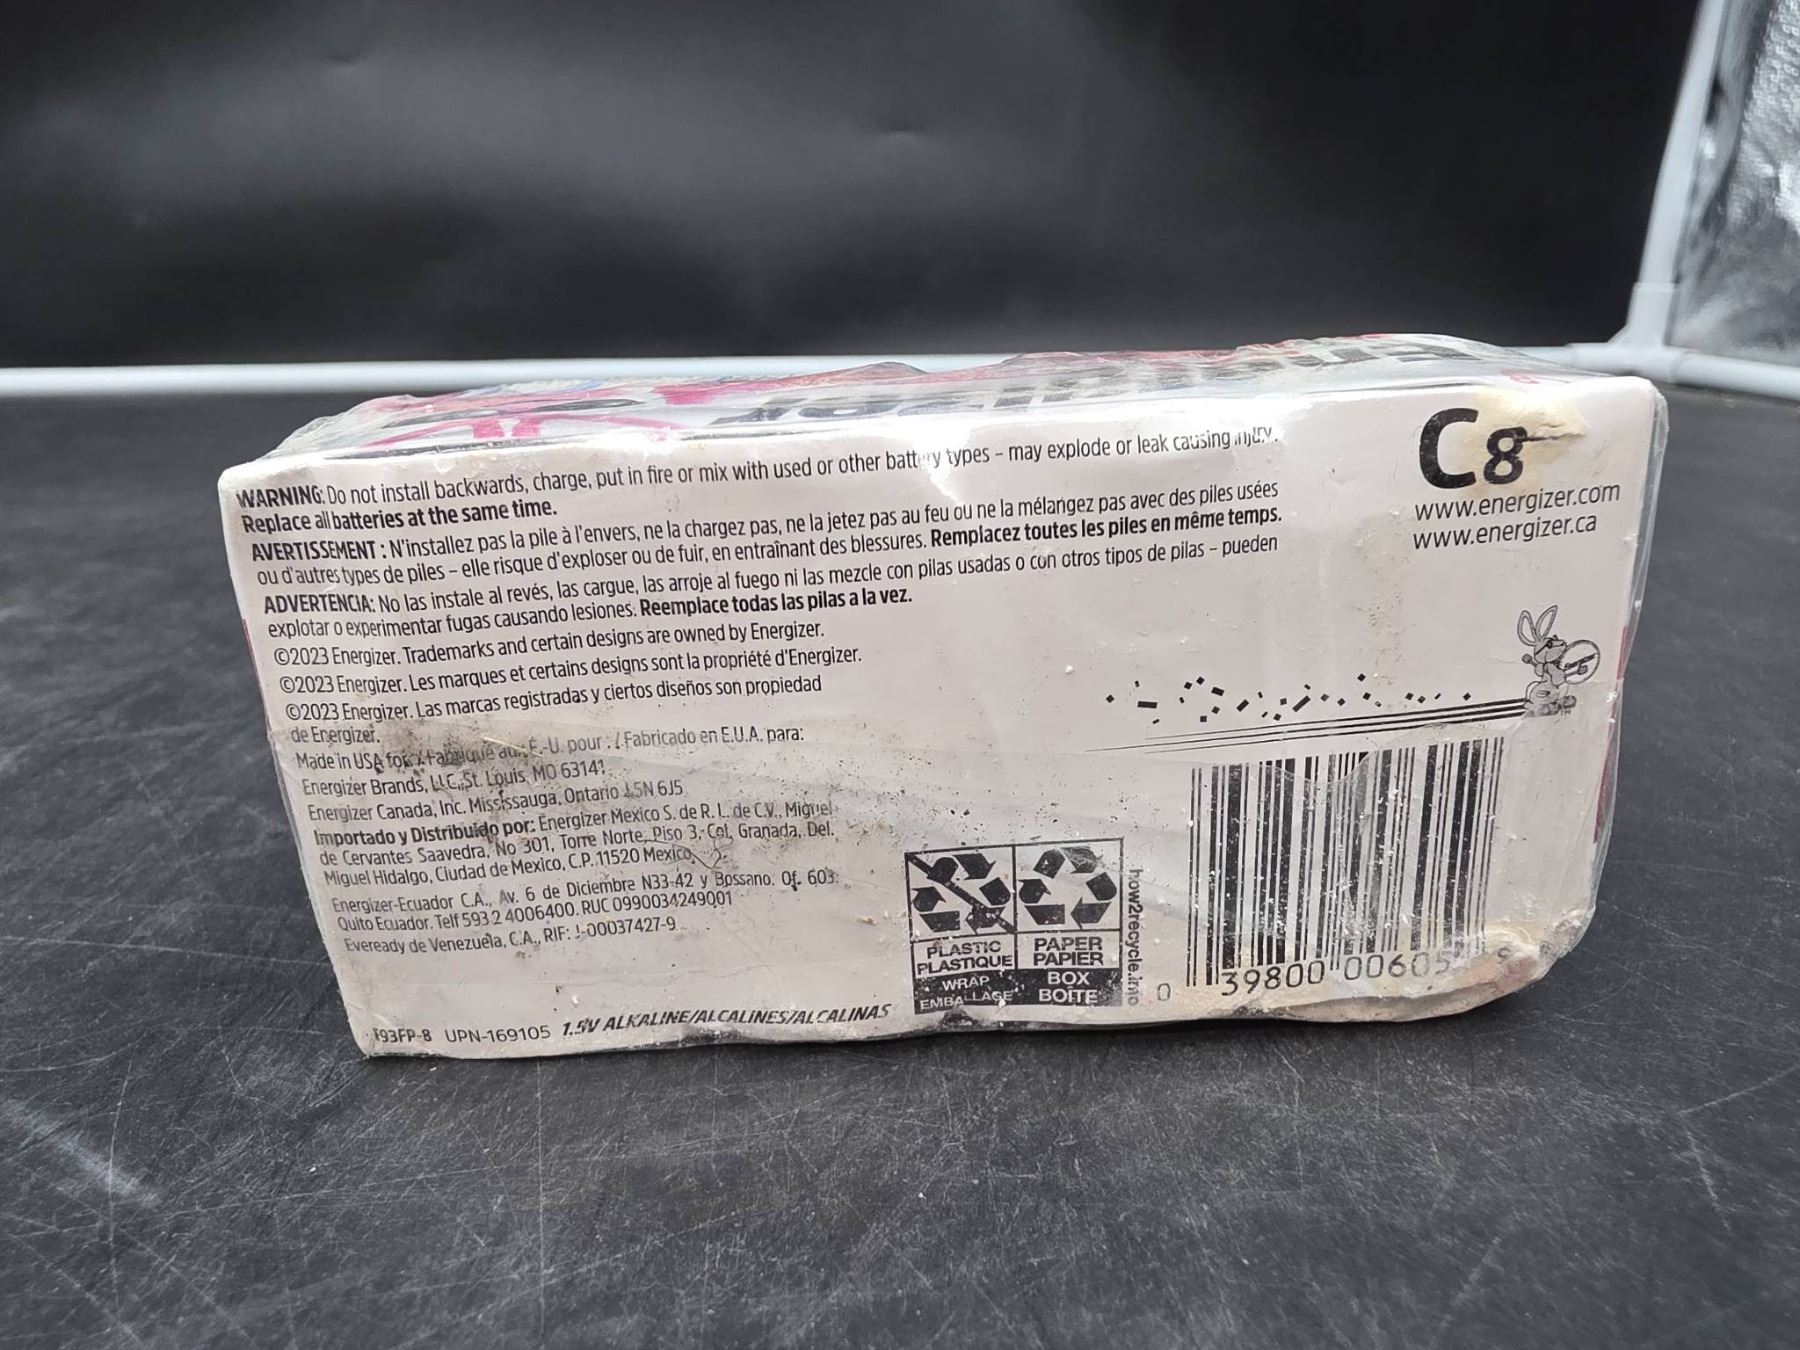 WARNING: Do not install backwards, charge, put in fire or mix with used or other battery types – may explode or leak causing injury.
Replace all batteries at the same time.
AVERTISSEMENT : N'installez pas la pile à l'envers, ne la chargez pas, ne la jetez pas au feu ou ne la mélangez pas avec des piles usées
ou d'autres types de piles – elle risque d'exploser ou de fuir, en entraînant des blessures. Remplacez toutes les piles en même temps.
ADVERTENCIA: No las instale al revés, las cargue, las arroje al fuego ni las mezcle con pilas usadas o con otros tipos de pilas – pueden
explotar o experimentar fugas causando lesiones. Reemplace todas las pilas a la vez.
©2023 Energizer. Trademarks and certain designs are owned by Energizer.
©2023 Energizer. Les marques et certains designs sont la propriété d'Energizer.
©2023 Energizer. Las marcas registradas y ciertos diseños son propiedad
de Energizer.
Made in USA for: / Fabriqué aux É.-U. pour : / Fabricado en E.U.A. para:
Energizer Brands, LLC, St. Louis, MO 63141
Energizer Canada, Inc. Mississauga, Ontario L5N 6J5
Importado y Distribuido por: Energizer Mexico S. de R. L. de C.V., Miguel
de Cervantes Saavedra, No 301, Torre Norte, Piso 3, Col. Granada, Del.
Miguel Hidalgo, Ciudad de Mexico, C.P. 11520 Mexico
Energizer-Ecuador C.A., Av. 6 de Diciembre N33-42 y Bossano. Of. 603.
Quito Ecuador. Telf 593 2 4006400. RUC 0990034249001
Eveready de Venezuela, C.A., RIF: J-00037427-9
E93FP-8 UPN-169105 1.5V ALKALINE/ALCALINES/ALCALINAS
C8
www.energizer.com
www.energizer.ca
PLASTIC
PLASTIQUE
WRAP
EMBALLAGE
PAPER
PAPIER
BOX
BOÎTE
how2recycle.info
0 39800 00605